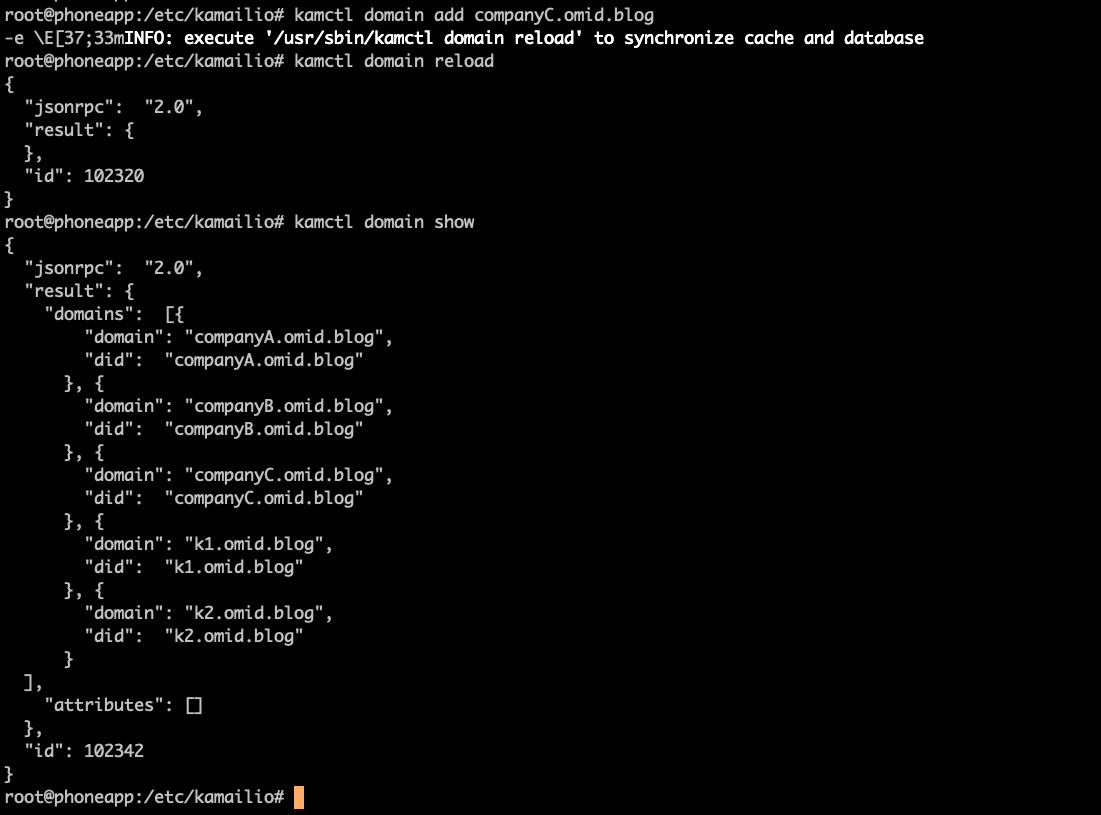 root@phoneapp:/etc/kamailio# kamctl domain add companyC.omid.blog
-e \E[37;33mINFO: execute '/usr/sbin/kamctl domain reload' to synchronize cache and database
root@phoneapp:/etc/kamailio# kamctl domain reload
{
  "jsonrpc":  "2.0",
  "result": {
  },
  "id": 102320
}
root@phoneapp:/etc/kamailio# kamctl domain show
{
  "jsonrpc":  "2.0",
  "result": {
    "domains":  [{
        "domain": "companyA.omid.blog",
        "did":  "companyA.omid.blog"
      }, {
        "domain": "companyB.omid.blog",
        "did":  "companyB.omid.blog"
      }, {
        "domain": "companyC.omid.blog",
        "did":  "companyC.omid.blog"
      }, {
        "domain": "k1.omid.blog",
        "did":  "k1.omid.blog"
      }, {
        "domain": "k2.omid.blog",
        "did":  "k2.omid.blog"
      }
  ],
    "attributes": []
  },
  "id": 102342
}
root@phoneapp:/etc/kamailio#